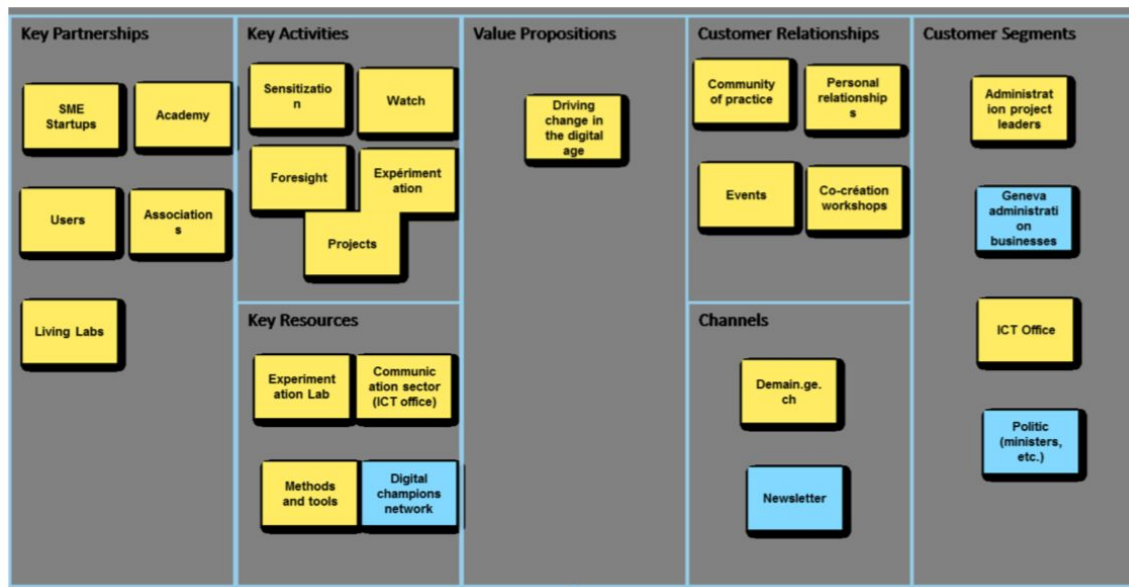 Key Partnerships
SME
Startups
Academy
Users
Association
s
Living Labs
Key Activities
Sensitizatio
n
Watch
Foresight
Expériment
ation
Projects
Key Resources
Experiment
ation Lab
Communic
ation sector
(ICT office)
Methods
and tools
Digital
champions
network
Value Propositions
Driving
change in
the digital
age
Customer Relationships
Community
of practice
Personal
relationship
s
Events
Co-création
workshops
Channels
Demain.ge.
ch
Newsletter
Customer Segments
Administrat
ion project
leaders
Geneva
administrati
on
businesses
ICT Office
Politic
(ministers,
etc.)